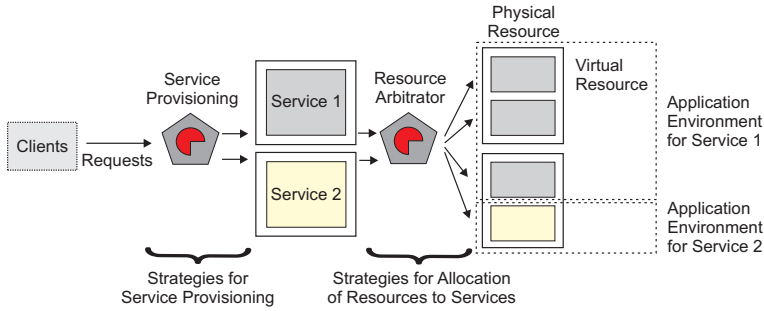 Clients
Requests
Service
Provisioning
Service 1
Service 2
Resource
Arbitrator
Physical
Resource
Virtual
Resource
Application
Environment
for Service 1
Application
Environment
for Service 2
Strategies for
Service Provisioning
Strategies for Allocation
of Resources to Services